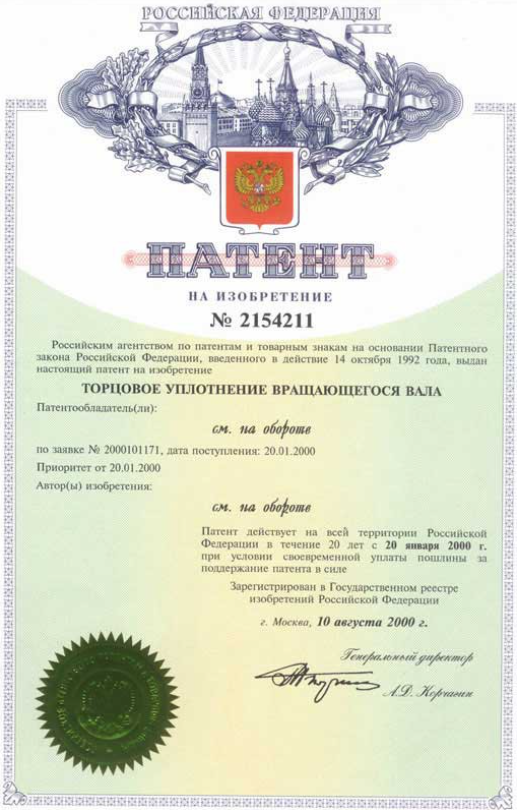 РОССИЙСКАЯ ФЕДЕРАЦИЯ
ПАТЕНТ
НА ИЗОБРЕТЕНИЕ
№ 2154211
Российским агентством по патентам и товарным знакам на основании Патентного
закона Российской Федерации, введенного в действие 14 октября 1992 года, выдан
настоящий патент на изобретение
ТОРЦОВОЕ УПЛОТНЕНИЕ ВРАЩАЮЩЕГОСЯ ВАЛА
Патентообладатель(ли):
см. на обороте
по заявке № 2000101171, дата поступления: 20.01.2000
Приоритет от 20.01.2000
Автор(ы) изобретения:
см. на обороте
Патент действует на всей территории Российской
Федерации в течение 20 лет с 20 января 2000 г.
при условии своевременной уплаты пошлины за
поддержание патента в силе
Зарегистрирован в Государственном реестре
изобретений Российской Федерации
г. Москва, 10 августа 2000 г.
Генеральный директор
А.Д. Корчагин